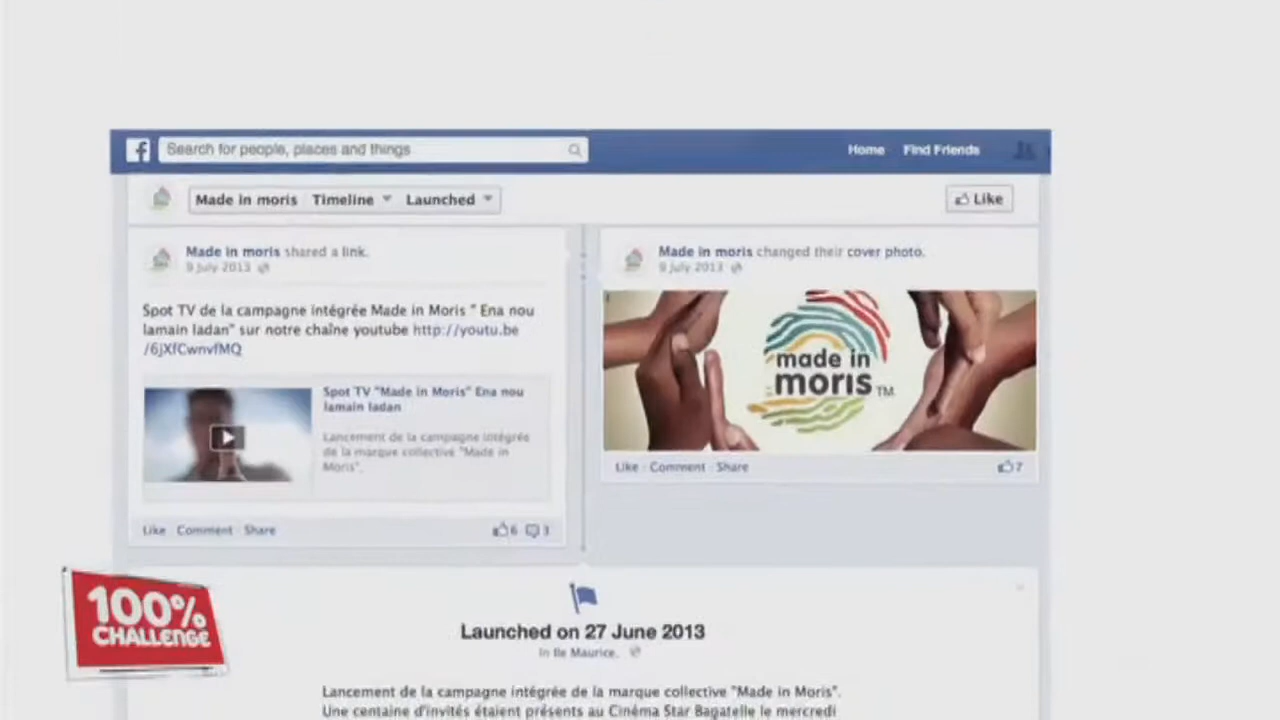 Search for people, places and things
Home
Find Friends
Made in moris
Timeline
Launched
Like
Made in moris shared a link.
9 July 2013
Spot TV de la campagne intégrée Made in Moris " Ena nou
lamain ladan" sur notre chaîne youtube http://youtu.be
/6JXfCwnvfMQ
Spot TV "Made in Moris" Ena nou
lamain ladan
Lancement de la campagne intégrée
de la marque collective "Made in
Moris".
Like · Comment · Share
6 3
Made in moris changed their cover photo.
9 July 2013
made in
moris TM
Like · Comment · Share
7
100%
CHALLENGE
Launched on 27 June 2013
In Ile Maurice.
Lancement de la campagne intégrée de la marque collective "Made in Moris".
Une centaine d'invités étaient présents au Cinéma Star Bagatelle le mercredi